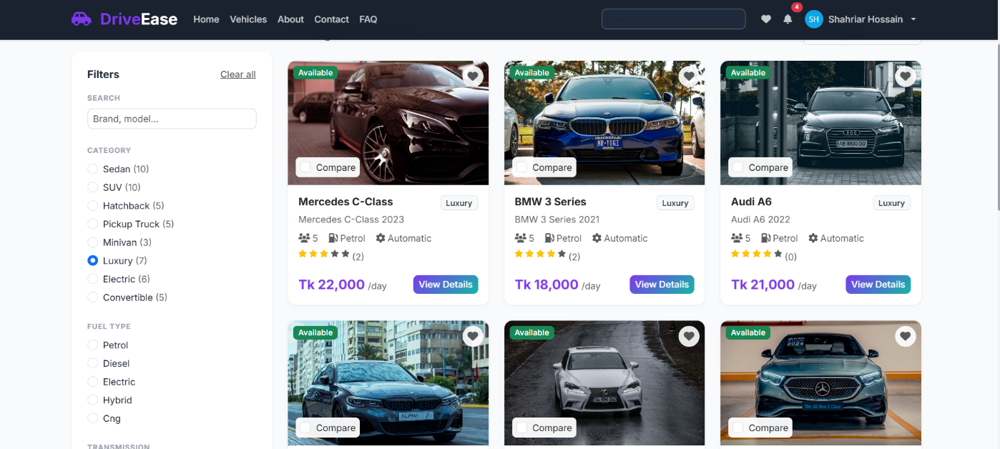 DriveEase Home Vehicles About Contact FAQ 4 SH Shahriar Hossain
Filters Clear all
SEARCH
Brand, model...
CATEGORY
Sedan (10)
SUV (10)
Hatchback (5)
Pickup Truck (5)
Minivan (3)
Luxury (7)
Electric (6)
Convertible (5)
FUEL TYPE
Petrol
Diesel
Electric
Hybrid
Cng
TRANSMISSION
Available
Compare
Mercedes C-Class Luxury
Mercedes C-Class 2023
5 Petrol Automatic
(2)
Tk 22,000 /day View Details
Available
MR-YOGI
Compare
BMW 3 Series Luxury
BMW 3 Series 2021
5 Petrol Automatic
(2)
Tk 18,000 /day View Details
Available
AB 8800 OO
Compare
Audi A6 Luxury
Audi A6 2022
5 Petrol Automatic
(0)
Tk 21,000 /day View Details
Available
ALPHA
Compare
Available
Compare
Available
2024
The All New E Class
Compare